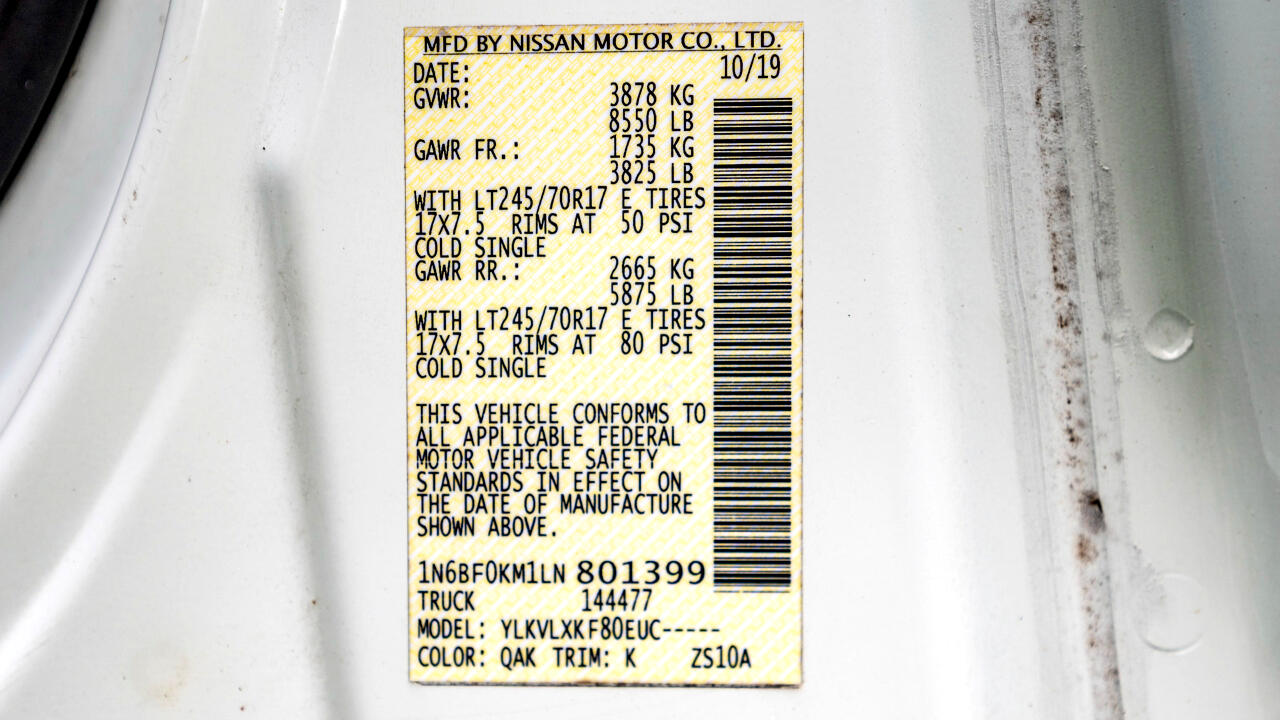 MFD BY NISSAN MOTOR CO., LTD.
DATE: 10/19
GVWR: 3878 KG
8550 LB
GAWR FR.: 1735 KG
3825 LB
WITH LT245/70R17 E TIRES
17X7.5 RIMS AT 50 PSI
COLD SINGLE
GAWR RR.: 2665 KG
5875 LB
WITH LT245/70R17 E TIRES
17X7.5 RIMS AT 80 PSI
COLD SINGLE
THIS VEHICLE CONFORMS TO
ALL APPLICABLE FEDERAL
MOTOR VEHICLE SAFETY
STANDARDS IN EFFECT ON
THE DATE OF MANUFACTURE
SHOWN ABOVE.
1N6BF0KM1LN 801399
TRUCK 144477
MODEL: YLKVLXKF80EUC-----
COLOR: QAK TRIM: K ZS10A